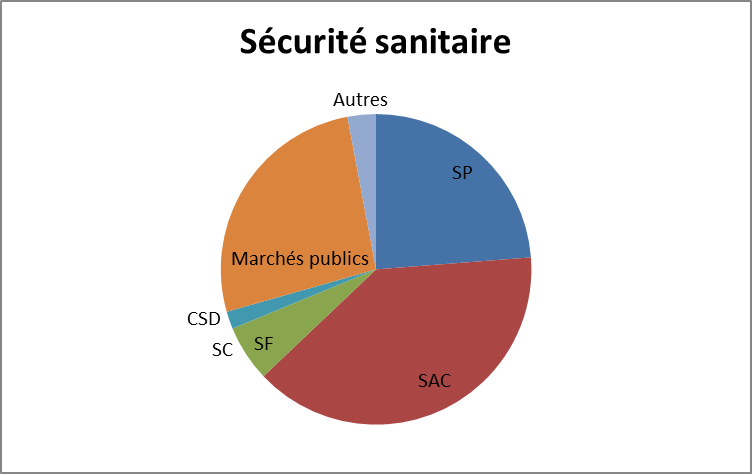 Sécurité sanitaire
Autres
SP
Marchés publics
CSD
SC
SF
SAC